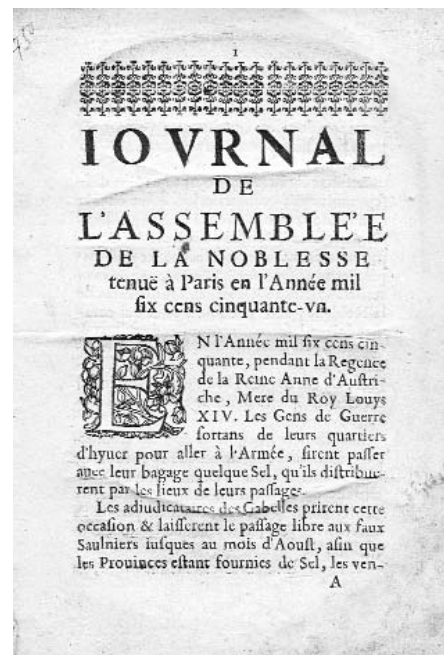 1
IOVRNAL
DE
L'ASSEMBLE'E
DE LA NOBLESSE
tenuë à Paris en l'Année mil
ſix cens cinquante-vn.
EN l'Année mil ſix cens cin-
quante, pendant la Regence
de la Reine Anne d'Auſtri-
che, Mere du Roy Louys
XIV. Les Gens de Guerre
ſortans de leurs quartiers
d'hyuer pour aller à l'Armée, firent paſſer
auec leur bagage quelque Sel, qu'ils diſtribue-
rent par les lieux de leurs paſſages.
Les adiudicataires des Gabelles prirent cette
occaſion & laiſſerent le paſſage libre aux faux
Saulniers iuſques au mois d'Aouſt, afin que
les Prouinces eſtant fournies de Sel, les ven-
A